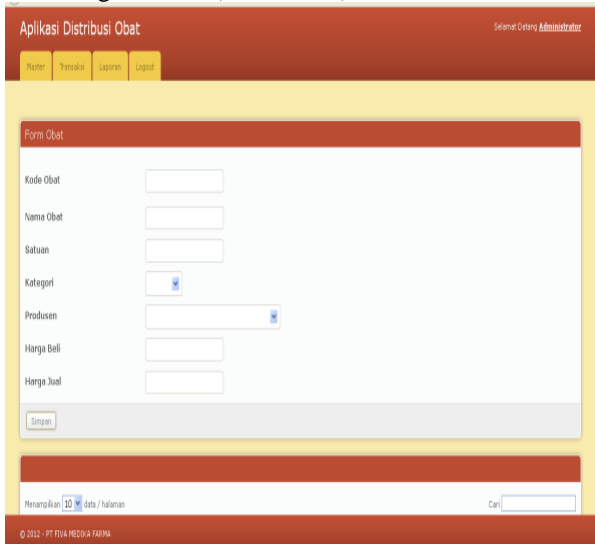 Aplikasi Distribusi Obat
Selamat Datang Administrator
Master Transaksi Laporan Logout
Form Obat
Kode Obat
Nama Obat
Satuan
Kategori
Produsen
Harga Beli
Harga Jual
Simpan
Menampilkan 10 data / halaman
Cari
© 2012 - PT FIVA MEDIKA FARMA